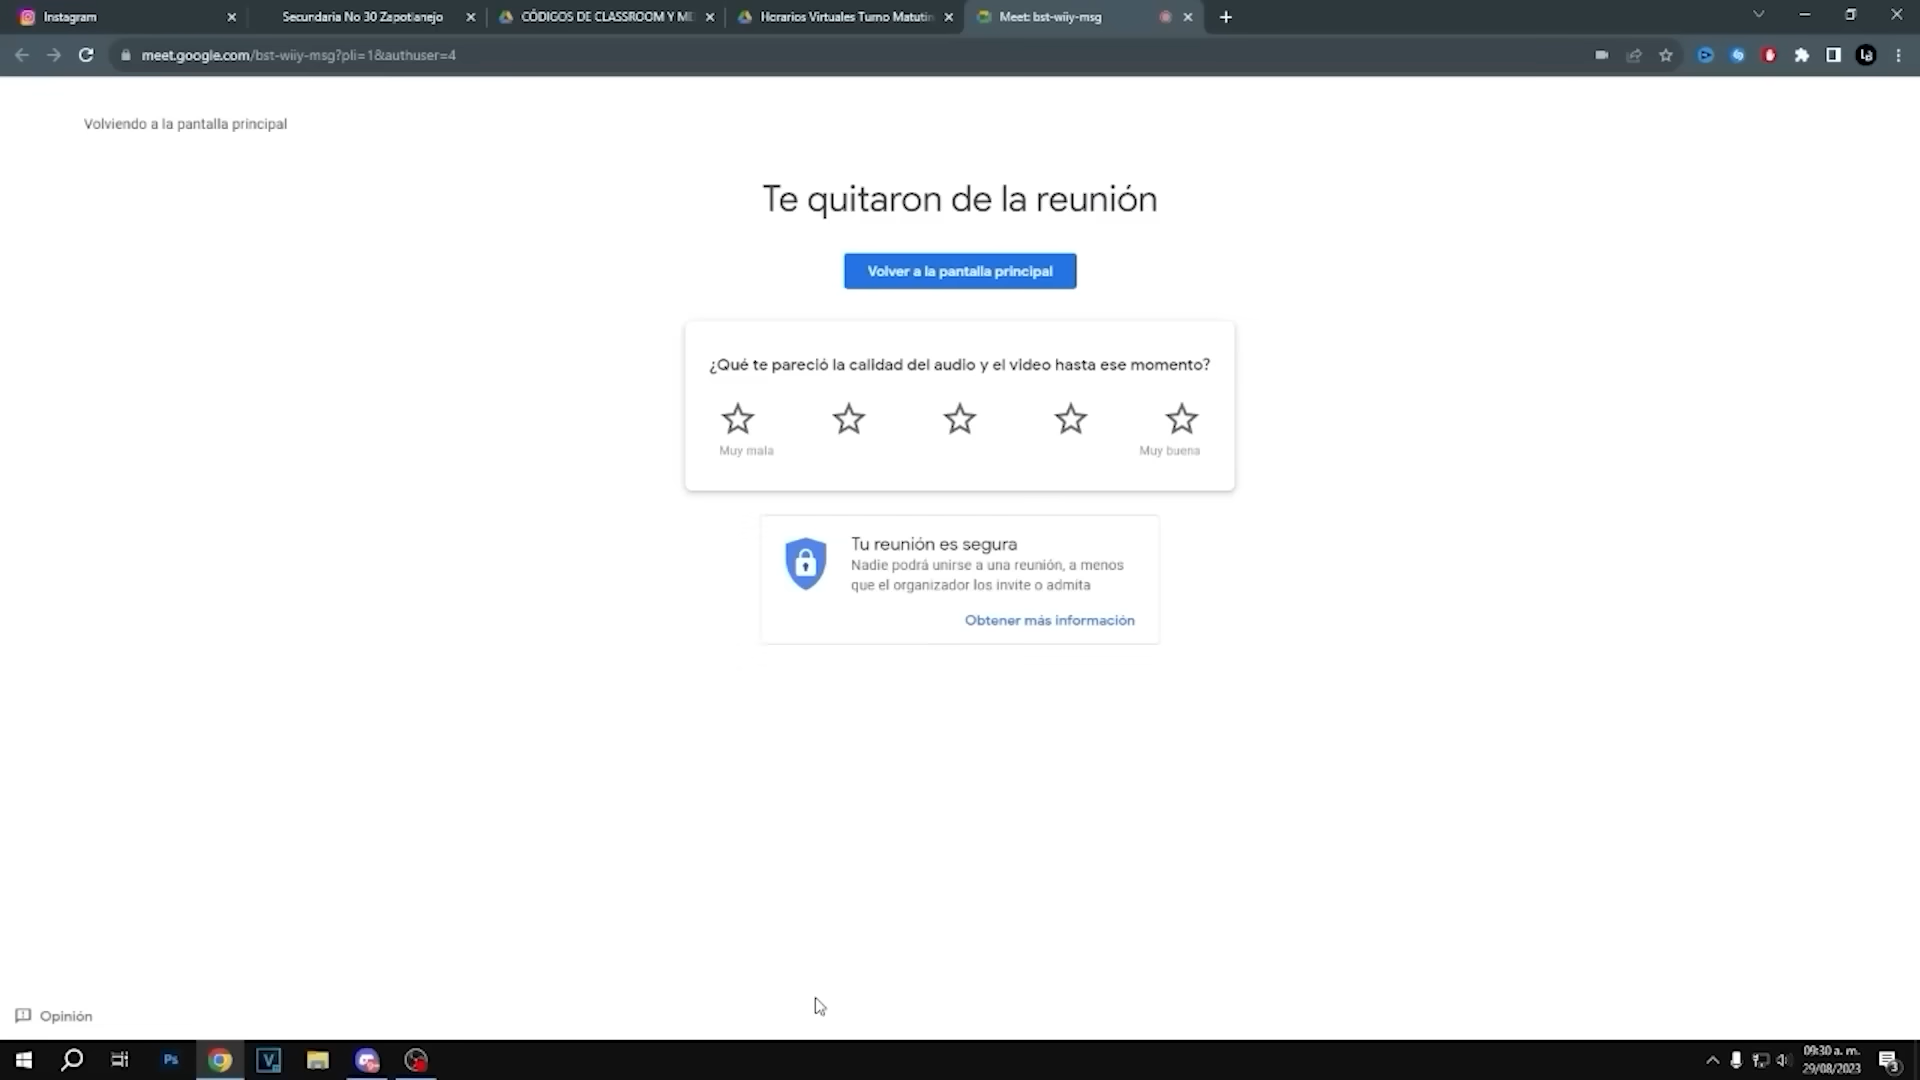 Instagram
Secundaria No 30 Zapotlanejo
CÓDIGOS DE CLASSROOM Y ME
Horarios Virtuales Turno Matutin
Meet: bst-wiiy-msg
meet.google.com/bst-wiiy-msg?pli=1&authuser=4
Volviendo a la pantalla principal
Te quitaron de la reunión
Volver a la pantalla principal
¿Qué te pareció la calidad del audio y el video hasta ese momento?
Muy mala
Muy buena
Tu reunión es segura
Nadie podrá unirse a una reunión, a menos
que el organizador los invite o admita
Obtener más información
Opinión
Ps
V
09:30 a. m.
29/08/2023
3